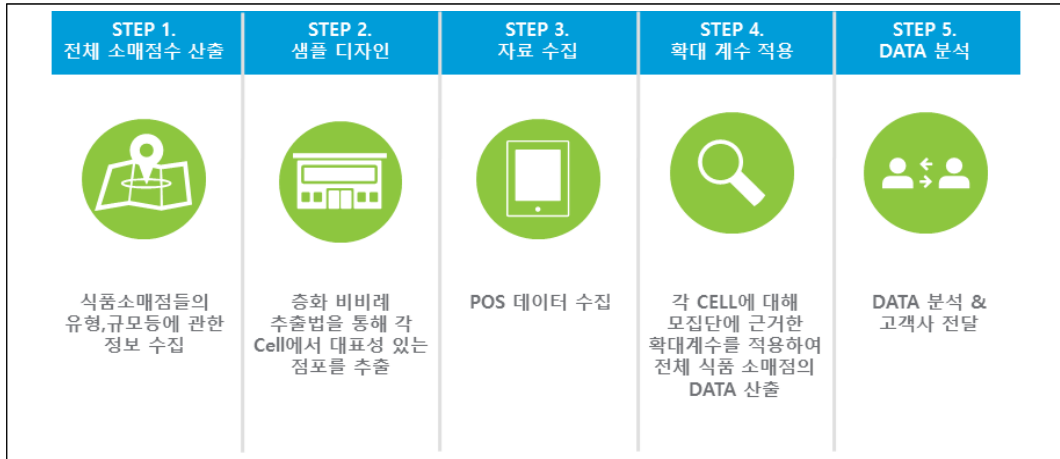 STEP 1.
전체 소매점수 산출
STEP 2.
샘플 디자인
STEP 3.
자료 수집
STEP 4.
확대 계수 적용
STEP 5.
DATA 분석
식품소매점들의
유형,규모등에 관한
정보 수집
층화 비비례
추출법을 통해 각
Cell에서 대표성 있는
점포를 추출
POS 데이터 수집
각 CELL에 대해
모집단에 근거한
확대계수를 적용하여
전체 식품 소매점의
DATA 산출
DATA 분석 &
고객사 전달